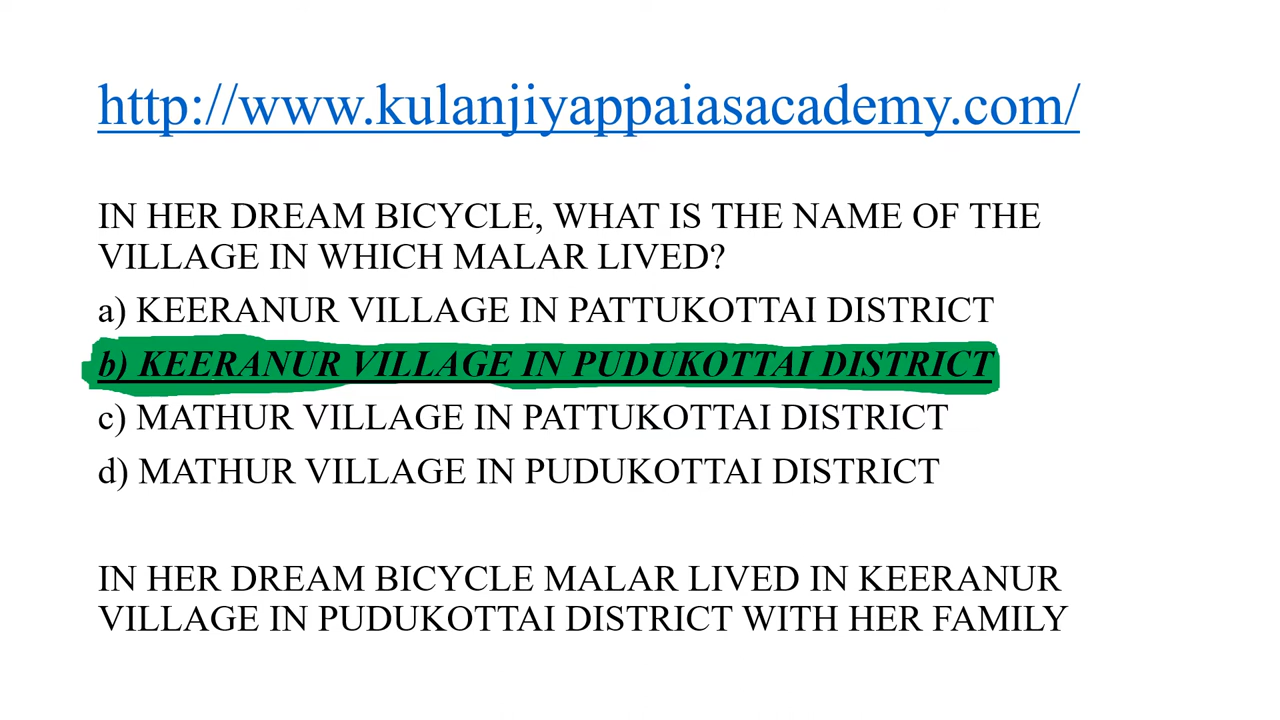 http://www.kulanjiyappaiasacademy.com/
IN HER DREAM BICYCLE, WHAT IS THE NAME OF THE
VILLAGE IN WHICH MALAR LIVED?
a) KEERANUR VILLAGE IN PATTUKOTTAI DISTRICT
b) KEERANUR VILLAGE IN PUDUKOTTAI DISTRICT
c) MATHUR VILLAGE IN PATTUKOTTAI DISTRICT
d) MATHUR VILLAGE IN PUDUKOTTAI DISTRICT
IN HER DREAM BICYCLE MALAR LIVED IN KEERANUR
VILLAGE IN PUDUKOTTAI DISTRICT WITH HER FAMILY